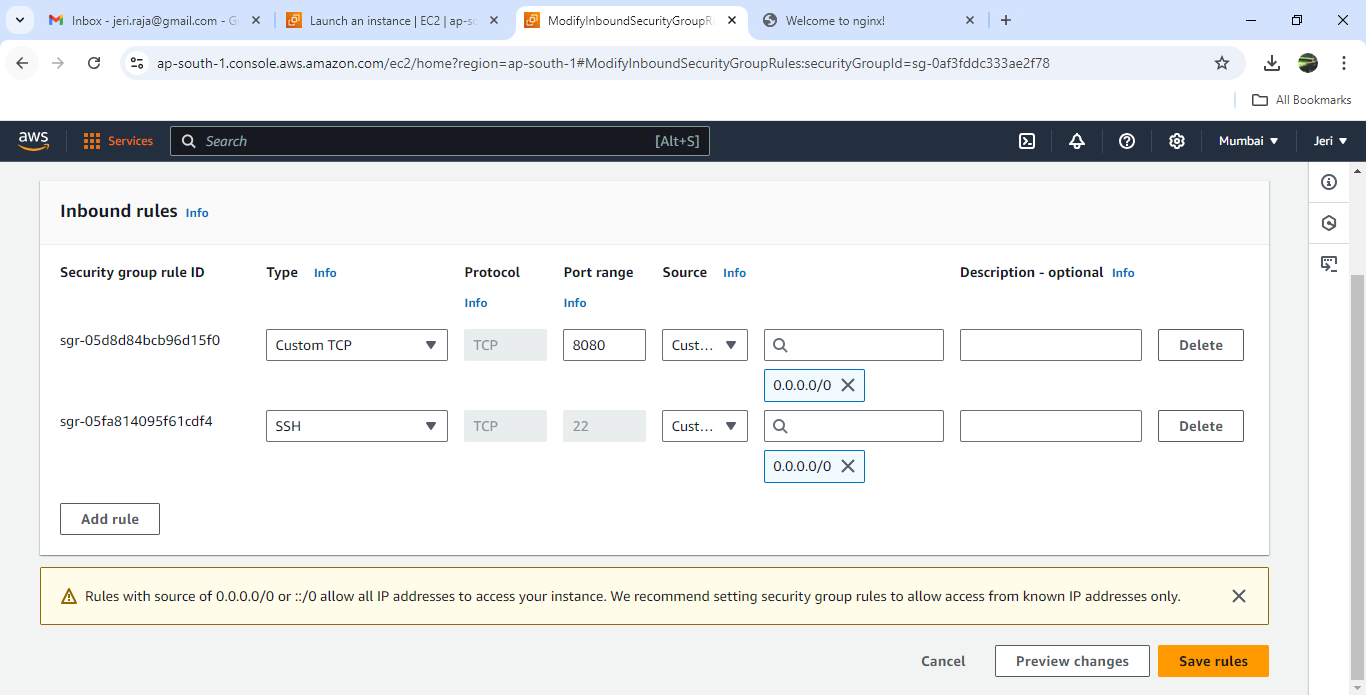 Inbox - jeri.raja@gmail.com - G
Launch an instance | EC2 | ap-so
ModifyInboundSecurityGroupRu
Welcome to nginx!
ap-south-1.console.aws.amazon.com/ec2/home?region=ap-south-1#ModifyInboundSecurityGroupRules:securityGroupId=sg-0af3fddc333ae2f78
All Bookmarks
aws
Services
Search
[Alt+S]
Mumbai
Jeri
Inbound rules Info
Security group rule ID
Type Info
Protocol
Info
Port range
Info
Source Info
Description - optional Info
sgr-05d8d84bcb96d15f0
Custom TCP
TCP
8080
Cust...
0.0.0.0/0
Delete
sgr-05fa814095f61cdf4
SSH
TCP
22
Cust...
0.0.0.0/0
Delete
Add rule
Rules with source of 0.0.0.0/0 or ::/0 allow all IP addresses to access your instance. We recommend setting security group rules to allow access from known IP addresses only.
Cancel
Preview changes
Save rules